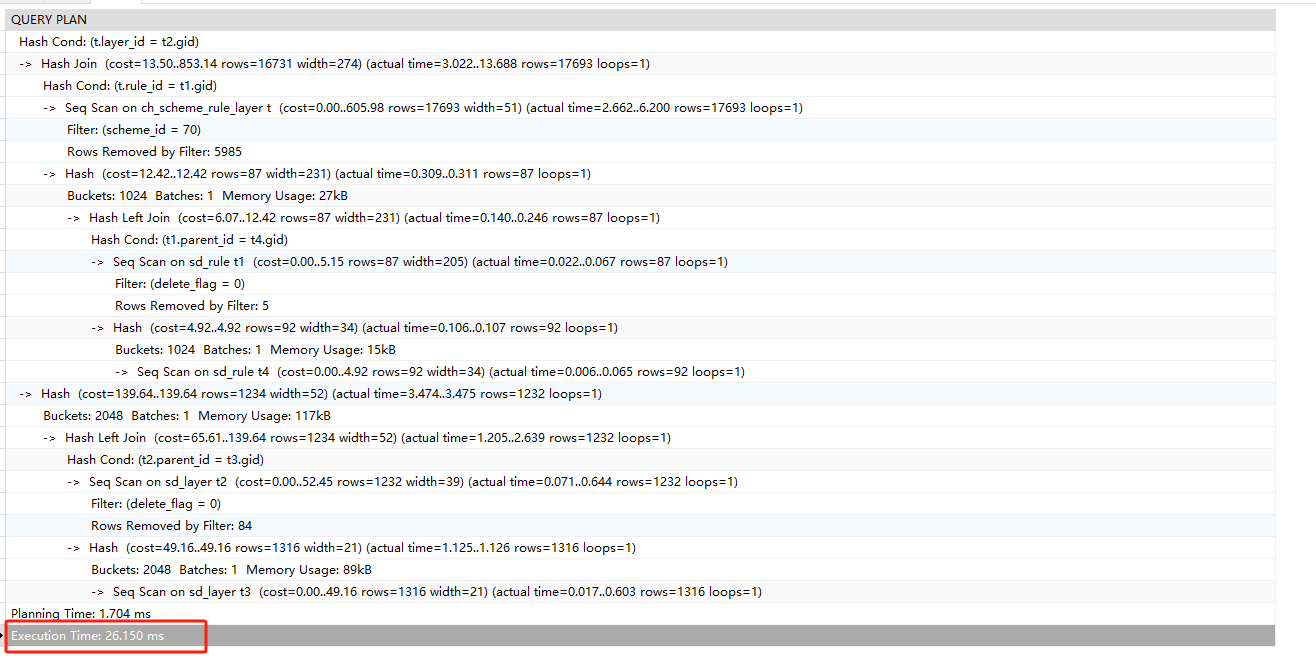 QUERY PLAN
Hash Cond: (t.layer_id = t2.gid)
-> Hash Join (cost=13.50..853.14 rows=16731 width=274) (actual time=3.022..13.688 rows=17693 loops=1)
Hash Cond: (t.rule_id = t1.gid)
-> Seq Scan on ch_scheme_rule_layer t (cost=0.00..605.98 rows=17693 width=51) (actual time=2.662..6.200 rows=17693 loops=1)
Filter: (scheme_id = 70)
Rows Removed by Filter: 5985
-> Hash (cost=12.42..12.42 rows=87 width=231) (actual time=0.309..0.311 rows=87 loops=1)
Buckets: 1024 Batches: 1 Memory Usage: 27kB
-> Hash Left Join (cost=6.07..12.42 rows=87 width=231) (actual time=0.140..0.246 rows=87 loops=1)
Hash Cond: (t1.parent_id = t4.gid)
-> Seq Scan on sd_rule t1 (cost=0.00..5.15 rows=87 width=205) (actual time=0.022..0.067 rows=87 loops=1)
Filter: (delete_flag = 0)
Rows Removed by Filter: 5
-> Hash (cost=4.92..4.92 rows=92 width=34) (actual time=0.106..0.107 rows=92 loops=1)
Buckets: 1024 Batches: 1 Memory Usage: 15kB
-> Seq Scan on sd_rule t4 (cost=0.00..4.92 rows=92 width=34) (actual time=0.006..0.065 rows=92 loops=1)
-> Hash (cost=139.64..139.64 rows=1234 width=52) (actual time=3.474..3.475 rows=1232 loops=1)
Buckets: 2048 Batches: 1 Memory Usage: 117kB
-> Hash Left Join (cost=65.61..139.64 rows=1234 width=52) (actual time=1.205..2.639 rows=1232 loops=1)
Hash Cond: (t2.parent_id = t3.gid)
-> Seq Scan on sd_layer t2 (cost=0.00..52.45 rows=1232 width=39) (actual time=0.071..0.644 rows=1232 loops=1)
Filter: (delete_flag = 0)
Rows Removed by Filter: 84
-> Hash (cost=49.16..49.16 rows=1316 width=21) (actual time=1.125..1.126 rows=1316 loops=1)
Buckets: 2048 Batches: 1 Memory Usage: 89kB
-> Seq Scan on sd_layer t3 (cost=0.00..49.16 rows=1316 width=21) (actual time=0.017..0.603 rows=1316 loops=1)
Planning Time: 1.704 ms
Execution Time: 26.150 ms